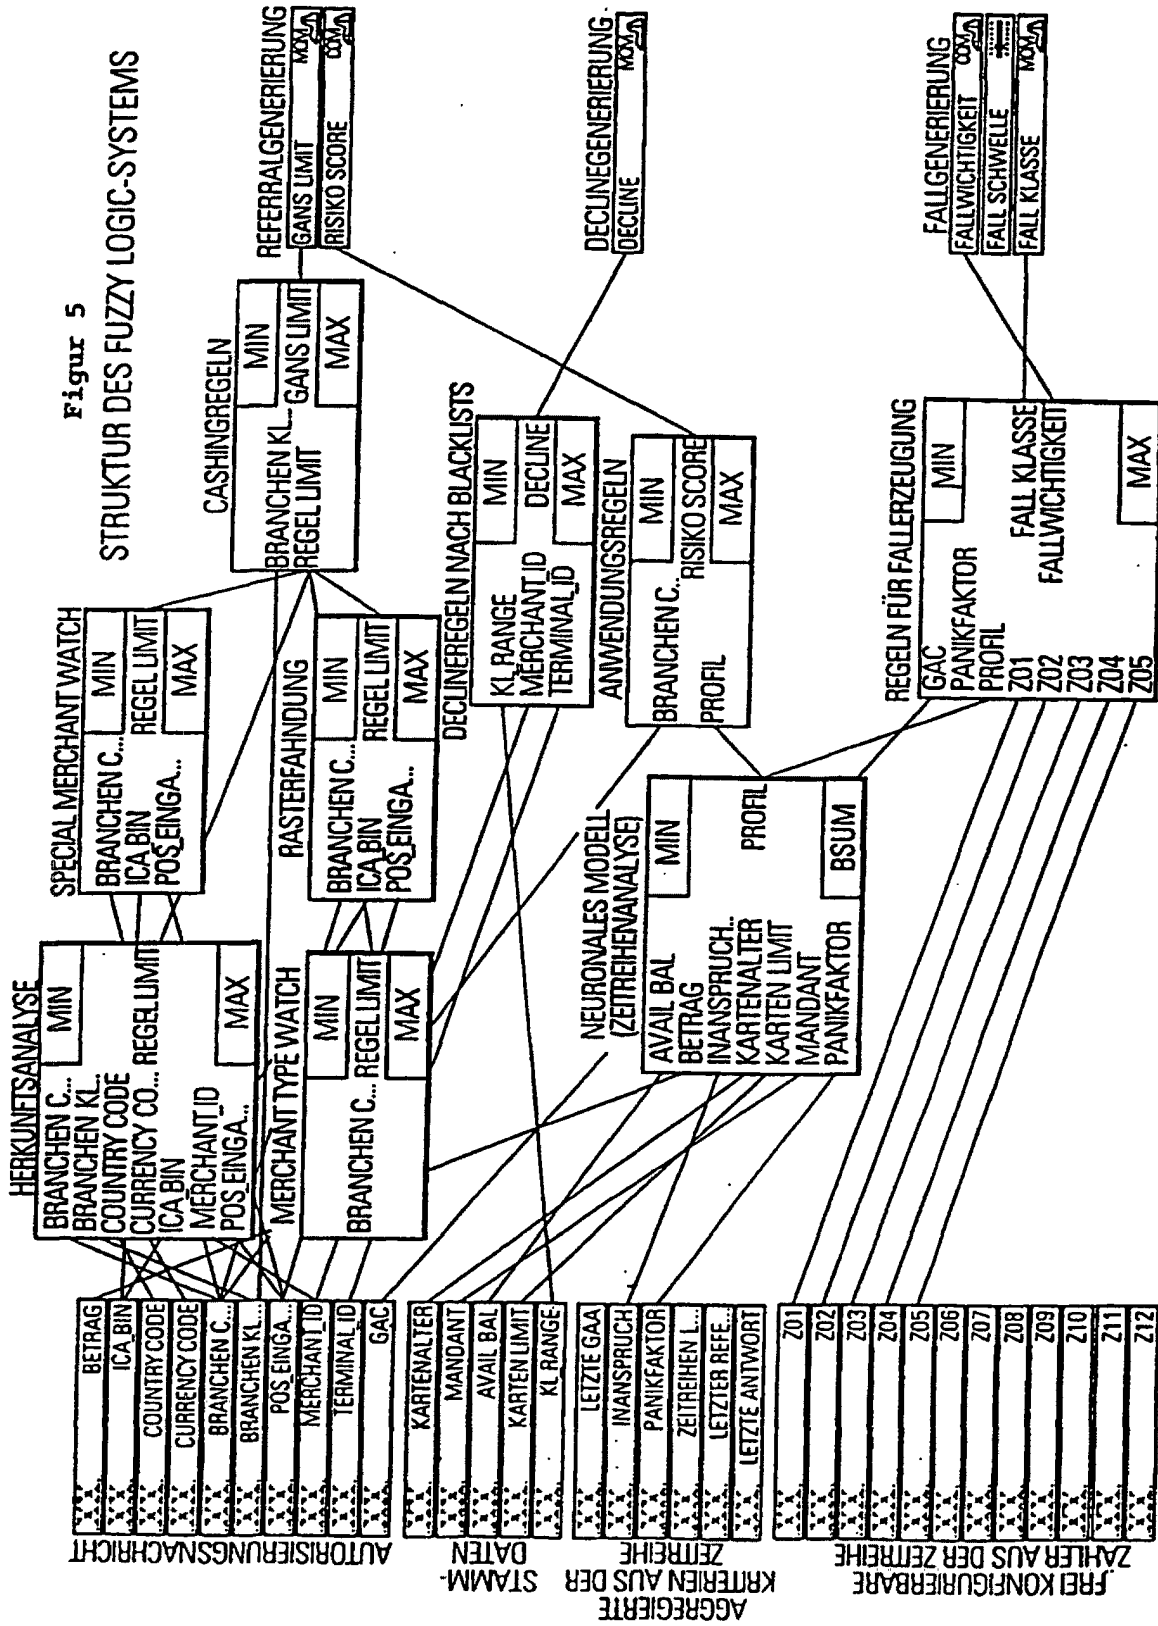 Figur 5
STRUKTUR DES FUZZY LOGIC-SYSTEMS
AUTORISIERUNGSNACHRICHT
BETRAG
ICA_BIN
COUNTRY CODE
CURRENCY CODE
BRANCHEN C...
BRANCHEN KL..
POS_EINGA...
MERCHANT_ID
TERMINAL_ID
GAC
STAMM-
DATEN
KARTENALTER
MANDANT
AVAIL BAL
KARTEN LIMIT
KL_RANGE
AGGREGIERTE
KRITERIEN AUS DER
ZEITREIHE
LETZTE GAA
INANSPRUCH
PANIKFAKTOR
ZEITREIHEN L...
LETZTER REFE...
LETZTE ANTWORT
FREI KONFIGURIERBARE
ZÄHLER AUS DER ZEITREIHE
Z01
Z02
Z03
Z04
Z05
Z06
Z07
Z08
Z09
Z10
Z11
Z12
HERKUNFTSANALYSE
BRANCHEN C...
BRANCHEN KL..
COUNTRY CODE
CURRENCY CO...
ICA_BIN
MERCHANT_ID
POS_EINGA...
MIN
REGEL LIMIT
MAX
MERCHANT TYPE WATCH
BRANCHEN C...
MIN
REGEL LIMIT
MAX
SPECIAL MERCHANT WATCH
BRANCHEN C...
ICA_BIN
POS_EINGA...
MIN
REGEL LIMIT
MAX
RASTERFAHNDUNG
BRANCHEN C...
ICA_BIN
POS_EINGA...
MIN
REGEL LIMIT
MAX
NEURONALES MODELL
(ZEITREIHENANALYSE)
AVAIL BAL
BETRAG
INANSPRUCH..
KARTENALTER
KARTEN LIMIT
MANDANT
PANIKFAKTOR
MIN
PROFIL
BSUM
CASHINGREGELN
BRANCHEN KL..
REGEL LIMIT
MIN
GANS LIMIT
MAX
DECLINEREGELN NACH BLACKLISTS
KL_RANGE
MERCHANT_ID
TERMINAL_ID
MIN
DECLINE
MAX
ANWENDUNGSREGELN
BRANCHEN C..
PROFIL
MIN
RISIKO SCORE
MAX
REGELN FÜR FALLERZEUGUNG
GAC
PANIKFAKTOR
PROFIL
Z01
Z02
Z03
Z04
Z05
MIN
FALL KLASSE
FALLWICHTIGKEIT
MAX
REFERRALGENERIERUNG
GANS LIMIT MOM
RISIKO SCORE COM
DECLINEGENERIERUNG
DECLINE MOM
FALLGENERIERUNG
FALLWICHTIGKEIT COM
FALL SCHWELLE
FALL KLASSE MOM